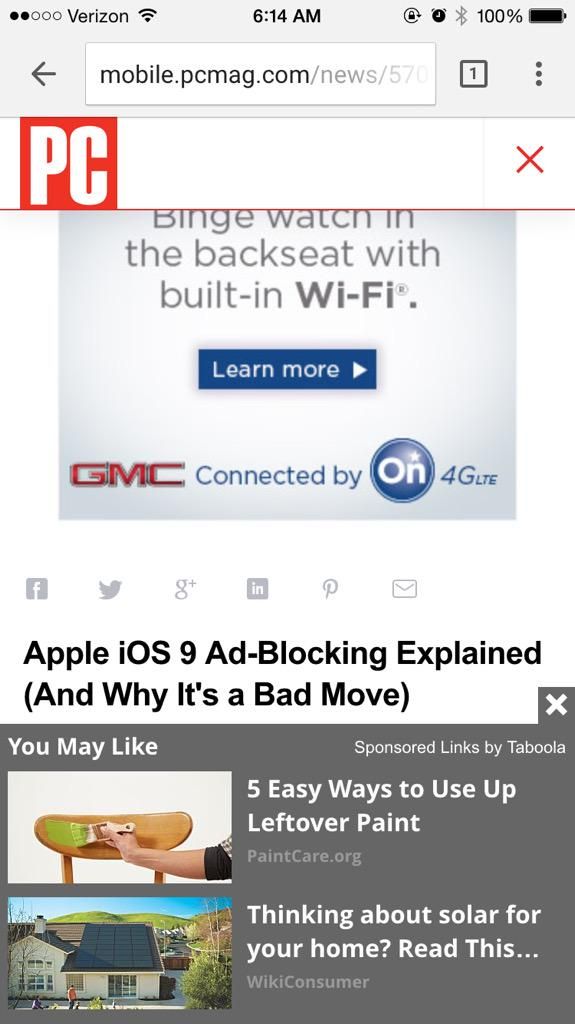 Verizon 6:14 AM 100%
mobile.pcmag.com/news/570
1
PC
Binge watch in
the backseat with
built-in Wi-Fi®.
Learn more
GMC Connected by On 4GLTE
f g+ in
Apple iOS 9 Ad-Blocking Explained
(And Why It's a Bad Move)
You May Like Sponsored Links by Taboola
5 Easy Ways to Use Up
Leftover Paint
PaintCare.org
Thinking about solar for
your home? Read This...
WikiConsumer